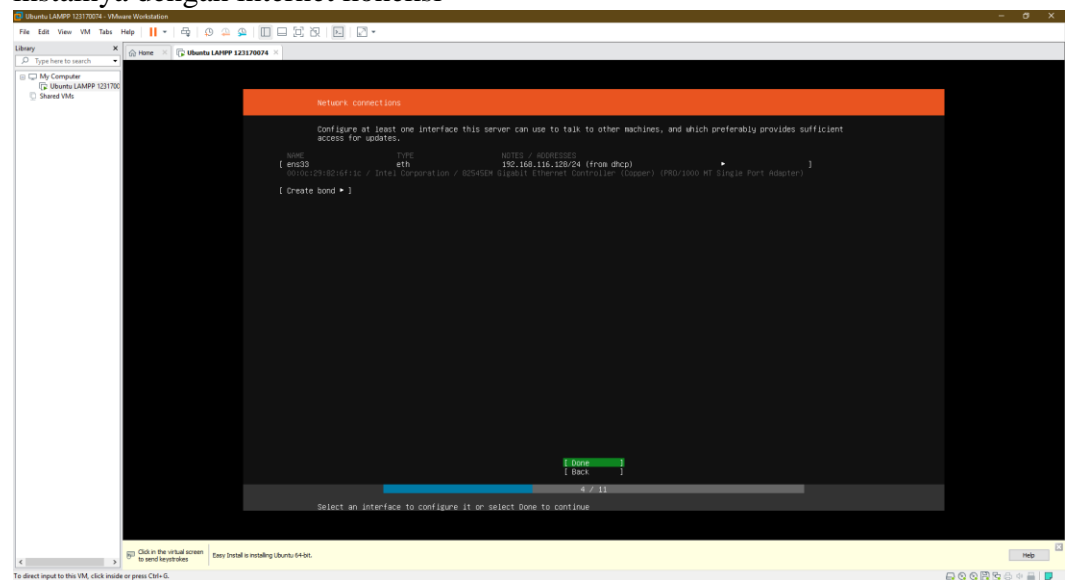 Ubuntu LAMPP 123170074 - VMware Workstation
File Edit View VM Tabs Help
Library
Home
Ubuntu LAMPP 123170074
Type here to search
My Computer
Ubuntu LAMPP 123170
Shared VMs
Network connections
Configure at least one interface this server can use to talk to other machines, and which preferably provides sufficient
access for updates.
NAME TYPE NOTES / ADDRESSES
[ ens33 eth 192.168.116.128/24 (from dhcp) ▸ ]
00:0c:29:82:6f:1c / Intel Corporation / 82545EM Gigabit Ethernet Controller (Copper) (PRO/1000 MT Single Port Adapter)
[ Create bond ▸ ]
[ Done ]
[ Back ]
4 / 11
Select an interface to configure it or select Done to continue
Click in the virtual screen
to send keystrokes
Easy Install is installing Ubuntu 64-bit.
Help
To direct input to this VM, click inside or press Ctrl+G.